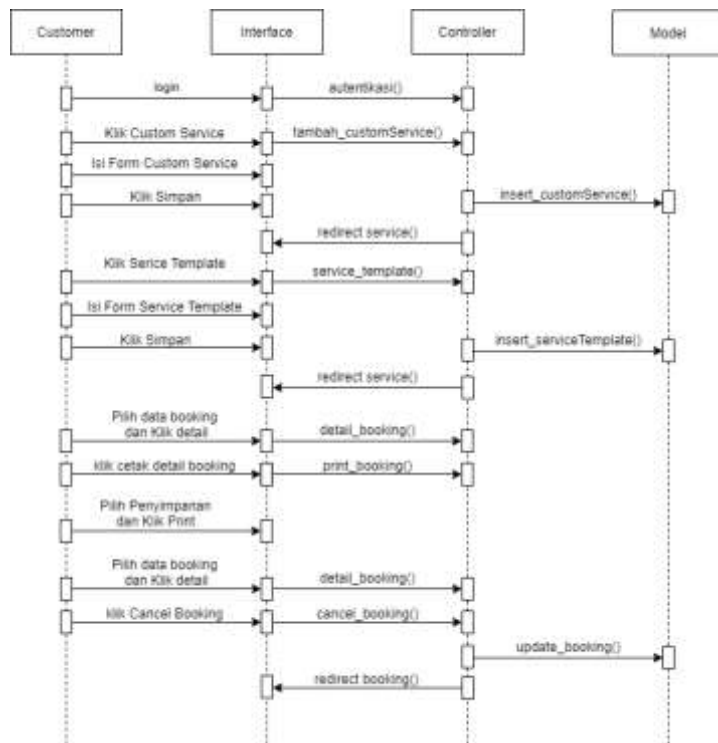 Customer
Interface
Controller
Model
login
autentikasi()
Klik Custom Service
tambah_customService()
Isi Form Custom Service
Klik Simpan
insert_customService()
redirect service()
Klik Serice Template
service_template()
Isi Form Service Template
Klik Simpan
insert_serviceTemplate()
redirect service()
Pilih data booking
dan Klik detail
detail_booking()
klik cetak detail booking
print_booking()
Pilih Penyimpanan
dan Klik Print
Pilih data booking
dan Klik detail
detail_booking()
klik Cancel Booking
cancel_booking()
update_booking()
redirect booking()